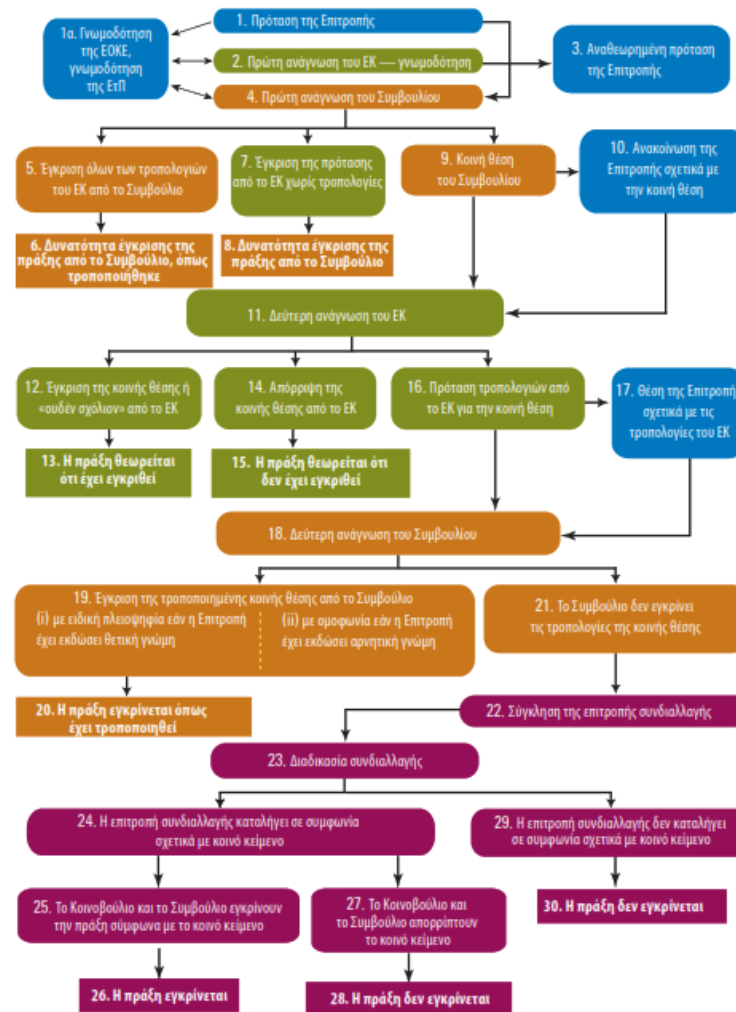 1α. Γνωμοδότηση
της ΕΟΚΕ,
γνωμοδότηση
της ΕτΠ
1. Πρόταση της Επιτροπής
2. Πρώτη ανάγνωση του ΕΚ — γνωμοδότηση
3. Αναθεωρημένη πρόταση
της Επιτροπής
4. Πρώτη ανάγνωση του Συμβουλίου
5. Έγκριση όλων των τροπολογιών
του ΕΚ από το Συμβούλιο
6. Δυνατότητα έγκρισης της
πράξης από το Συμβούλιο, όπως
τροποποιήθηκε
7. Έγκριση της πρότασης
από το ΕΚ χωρίς τροπολογίες
8. Δυνατότητα έγκρισης της
πράξης από το Συμβούλιο
9. Κοινή θέση
του Συμβουλίου
10. Ανακοίνωση της
Επιτροπής σχετικά με
την κοινή θέση
11. Δεύτερη ανάγνωση του ΕΚ
12. Έγκριση της κοινής θέσης ή
«ουδέν σχόλιον» από το ΕΚ
13. Η πράξη θεωρείται
ότι έχει εγκριθεί
14. Απόρριψη της
κοινής θέσης από το ΕΚ
15. Η πράξη θεωρείται ότι
δεν έχει εγκριθεί
16. Πρόταση τροπολογιών από
το ΕΚ για την κοινή θέση
17. Θέση της Επιτροπή
σχετικά με τις
τροπολογίες του ΕΚ
18. Δεύτερη ανάγνωση του Συμβουλίου
19. Έγκριση της τροποποιημένης κοινής θέσης από το Συμβούλιο
(i) με ειδική πλειοψηφία εάν η Επιτροπή
έχει εκδώσει θετική γνώμη
(ii) με ομοφωνία εάν η Επιτροπή
έχει εκδώσει αρνητική γνώμη
20. Η πράξη εγκρίνεται όπως
έχει τροποποιηθεί
21. Το Συμβούλιο δεν εγκρίνει
τις τροπολογίες της κοινής θέσης
22. Σύγκληση της επιτροπής συνδιαλλαγής
23. Διαδικασία συνδιαλλαγής
24. Η επιτροπή συνδιαλλαγής καταλήγει σε συμφωνία
σχετικά με κοινό κείμενο
25. Το Κοινοβούλιο και το Συμβούλιο εγκρίνουν
την πράξη σύμφωνα με το κοινό κείμενο
26. Η πράξη εγκρίνεται
27. Το Κοινοβούλιο και
το Συμβούλιο απορρίπτουν
το κοινό κείμενο
28. Η πράξη δεν εγκρίνεται
29. Η επιτροπή συνδιαλλαγής δεν καταλήγει
σε συμφωνία σχετικά με κοινό κείμενο
30. Η πράξη δεν εγκρίνεται